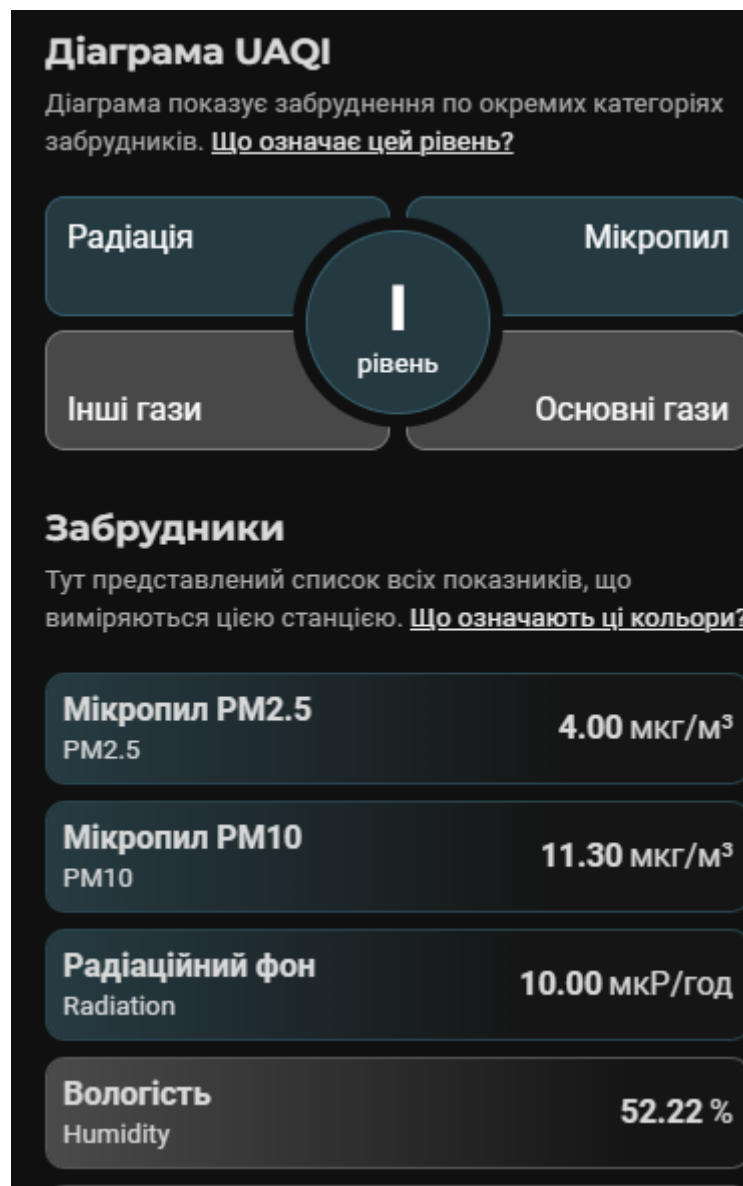 Діаграма UAQI
Діаграма показує забруднення по окремих категоріях
забрудників. Що означає цей рівень?
Радіація
Мікропил
I
рівень
Інші гази
Основні гази
Забрудники
Тут представлений список всіх показників, що
виміряються цією станцією. Що означають ці кольори?
Мікропил PM2.5
4.00 мкг/м³
PM2.5
Мікропил PM10
11.30 мкг/м³
PM10
Радіаційний фон
10.00 мкР/год
Radiation
Вологість
52.22 %
Humidity